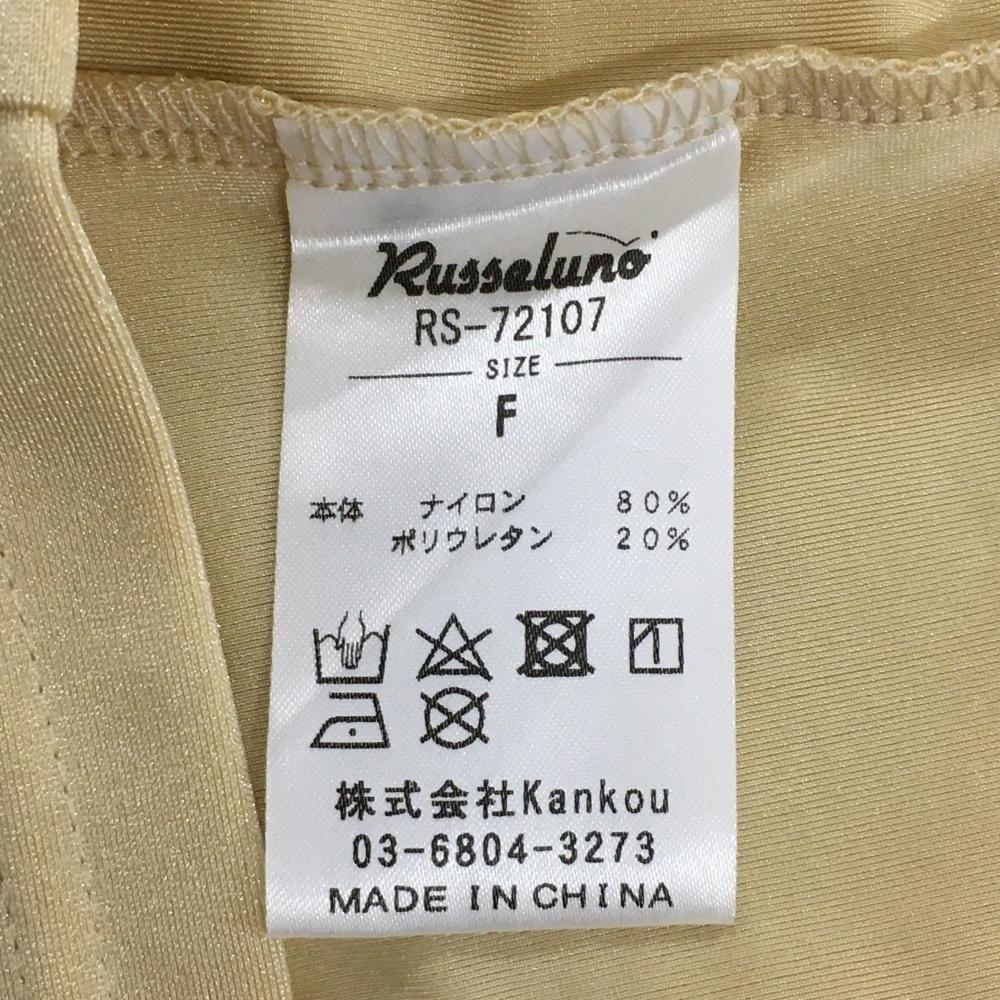 Russeluno
RS-72107
SIZE
F
本体 ナイロン 80%
ポリウレタン 20%
株式会社Kankou
03-6804-3273
MADE IN CHINA